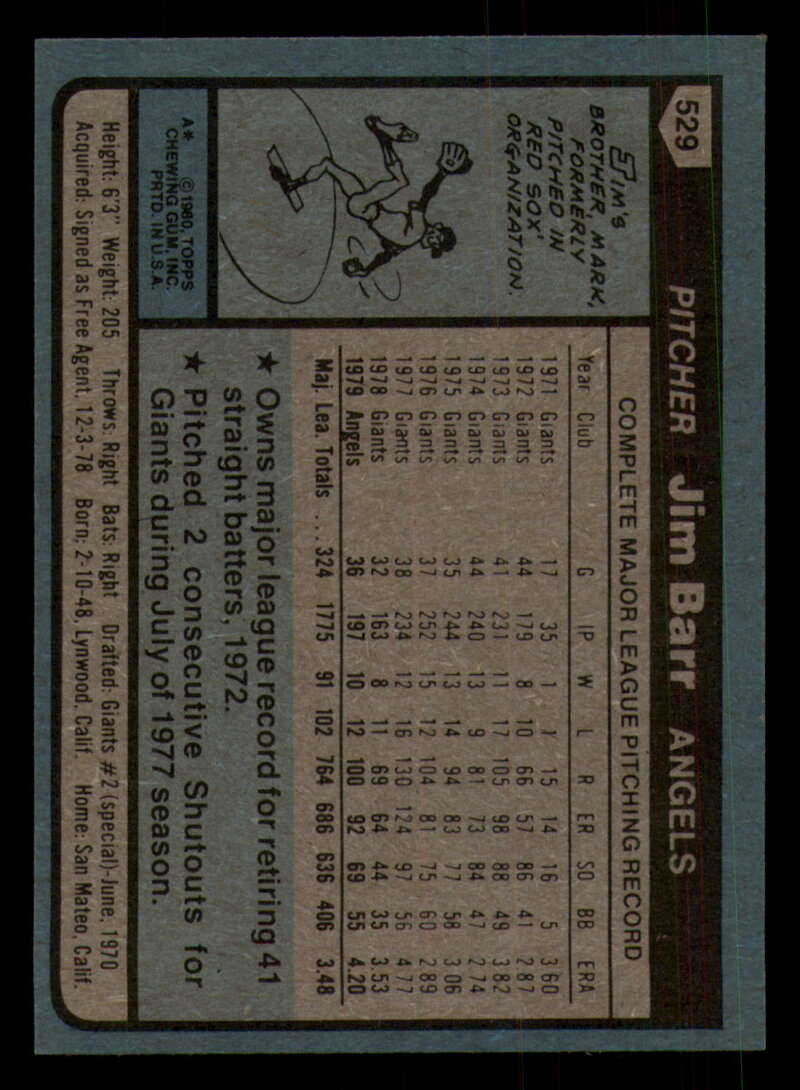 529
PITCHER Jim Barr ANGELS
JIM'S
BROTHER, MARK,
FORMERLY
PITCHED IN
RED SOX'
ORGANIZATION.
A* © 1980 TOPPS
CHEWING GUM, INC.
PRTD. IN U.S.A.
COMPLETE MAJOR LEAGUE PITCHING RECORD
Year Club G IP W L R ER SO BB ERA
1971 Giants 17 35 1 1 15 14 16 5 3.60
1972 Giants 44 179 8 10 66 57 86 41 2.87
1973 Giants 41 231 11 17 105 98 88 49 3.82
1974 Giants 44 240 13 9 81 73 84 47 2.74
1975 Giants 35 244 13 14 94 83 77 58 3.06
1976 Giants 37 252 15 12 104 81 75 60 2.89
1977 Giants 38 234 12 16 130 124 97 56 4.77
1978 Giants 32 163 8 11 69 64 44 35 3.53
1979 Angels 36 197 10 12 100 92 69 55 4.20
Maj. Lea. Totals ... 324 1775 91 102 764 686 636 406 3.48
★ Owns major league record for retiring 41
straight batters, 1972.
★ Pitched 2 consecutive Shutouts for
Giants during July of 1977 season.
Height: 6'3" Weight: 205 Throws: Right Bats: Right Drafted: Giants #2 (special)-June, 1970
Acquired: Signed as Free Agent, 12-3-78 Born: 2-10-48, Lynwood, Calif. Home: San Mateo, Calif.